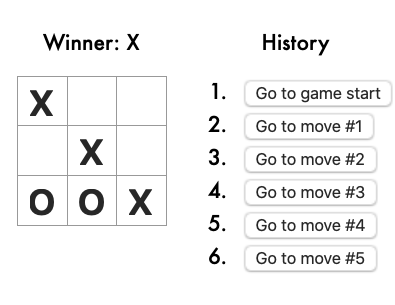 Winner: X
X
X
O O X
History
1. Go to game start
2. Go to move #1
3. Go to move #2
4. Go to move #3
5. Go to move #4
6. Go to move #5